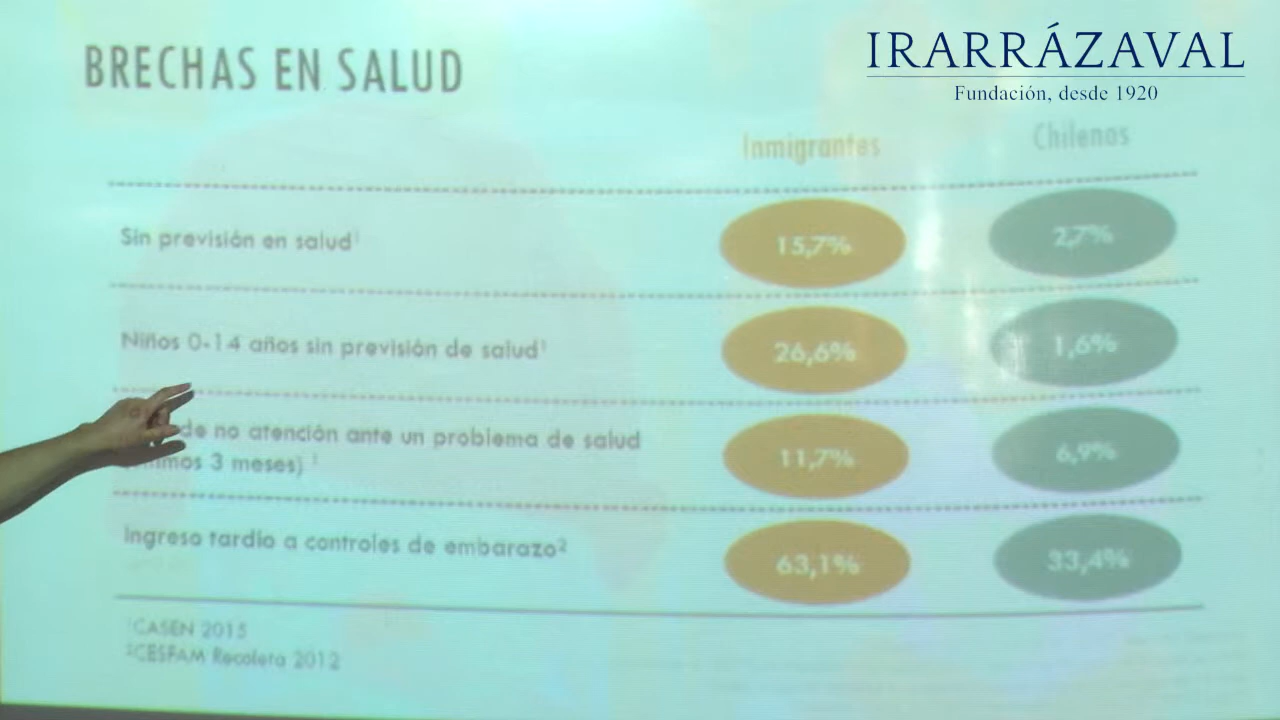 BRECHAS EN SALUD
IRARRÁZAVAL
Fundación, desde 1920
Inmigrantes Chilenos
Sin previsión en salud¹ 15,7% 2,7%
Niños 0-14 años sin previsión de salud¹ 26,6% 1,6%
de no atención ante un problema de salud
3 meses) ¹ 11,7% 6,9%
Ingreso tardío a controles de embarazo² 63,1% 33,4%
¹CASEN 2015
²CESFAM Recoleta 2012